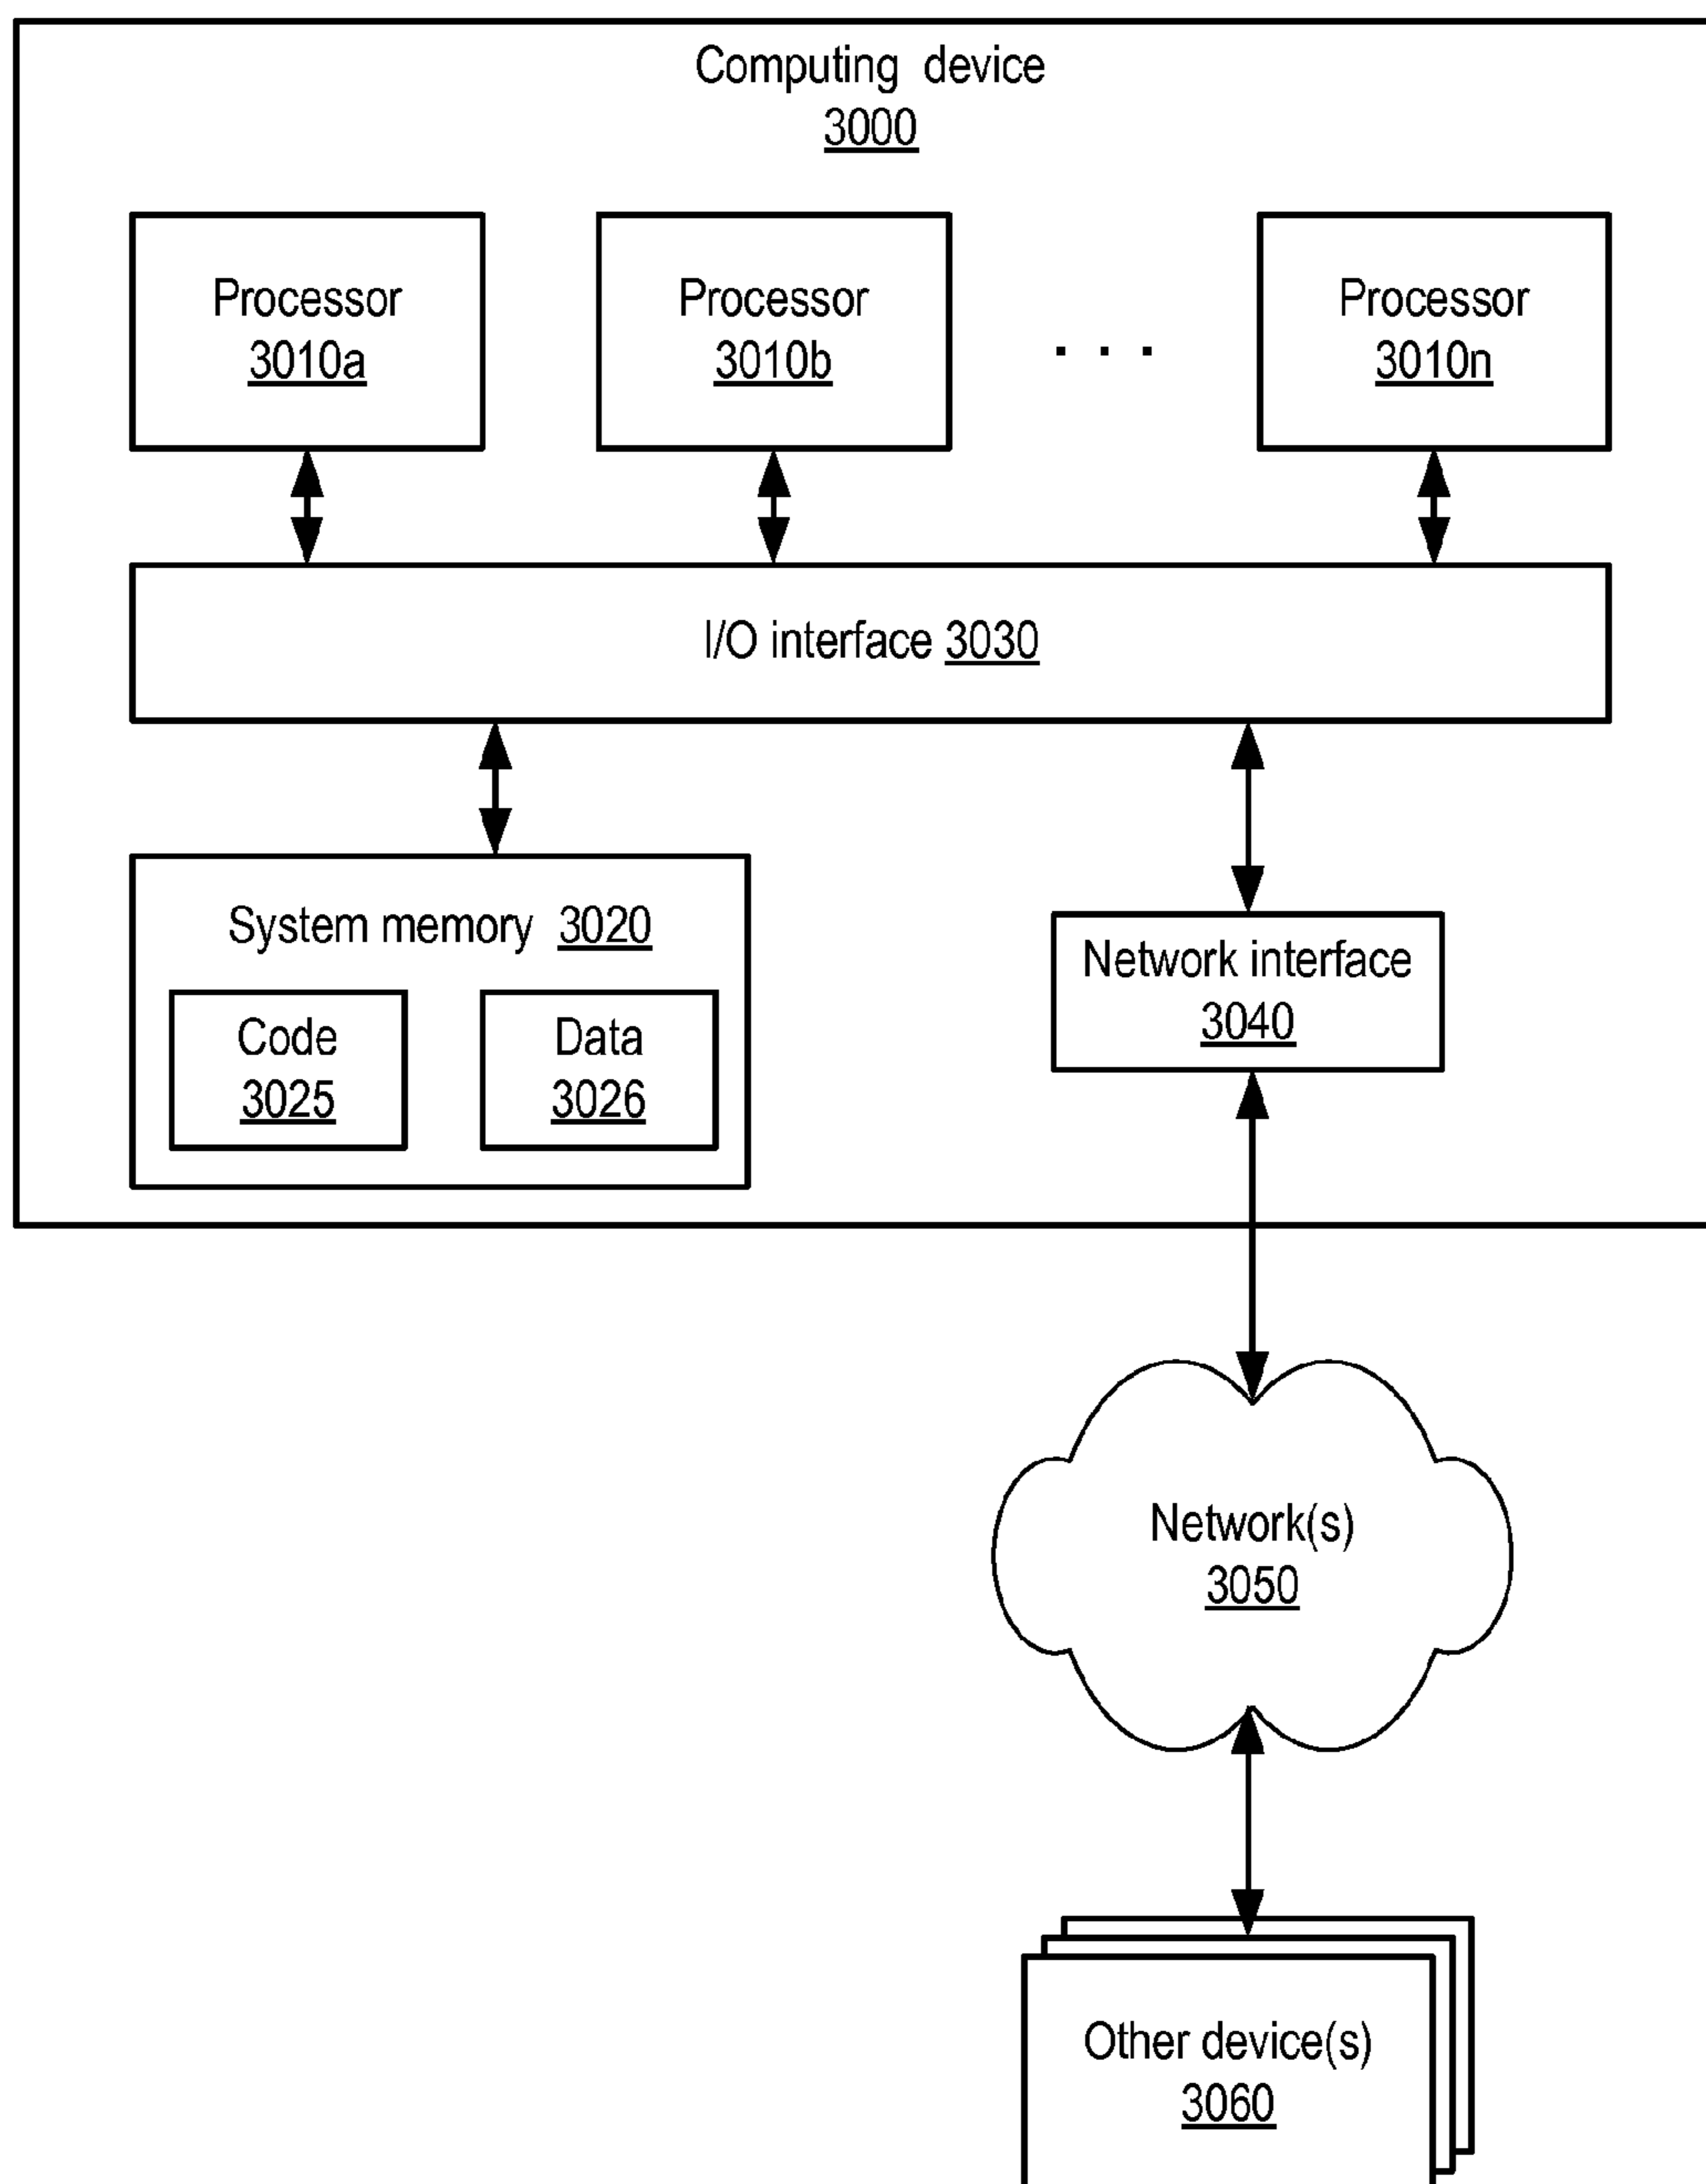 Computing device
3000
Processor
3010a
Processor
3010b
. . .
Processor
3010n
I/O interface 3030
System memory 3020
Code
3025
Data
3026
Network interface
3040
Network(s)
3050
Other device(s)
3060